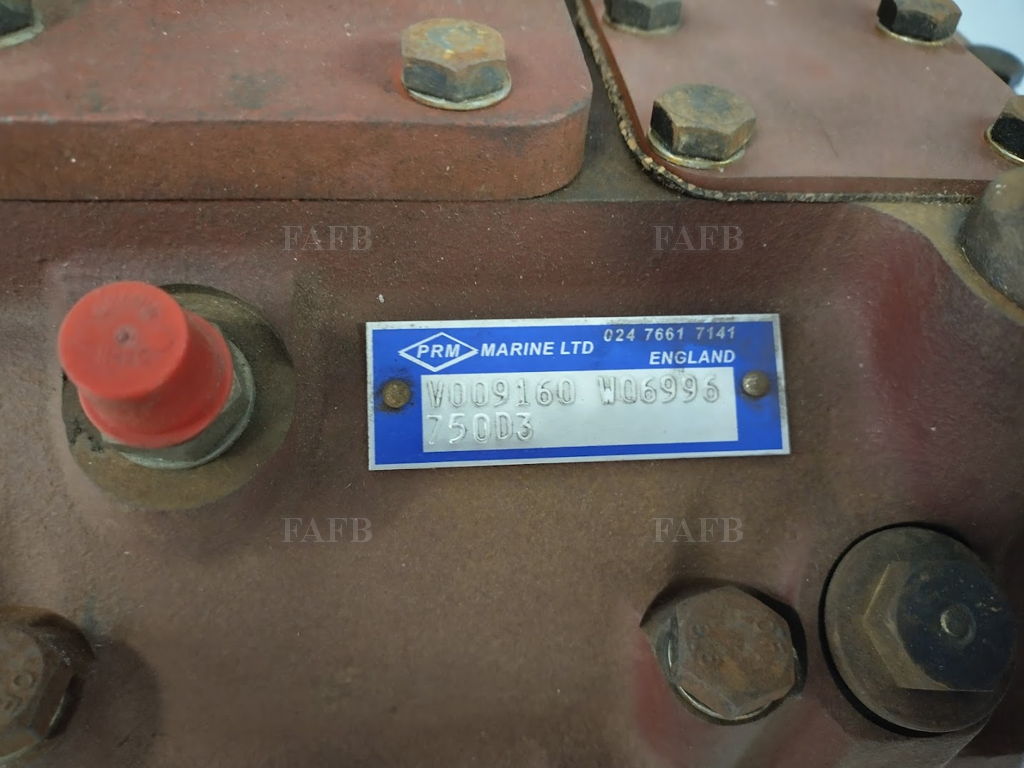 FAFB FAFB
PRM MARINE LTD 024 7661 7141
ENGLAND
V009160 W06996
750D3
FAFB FAFB